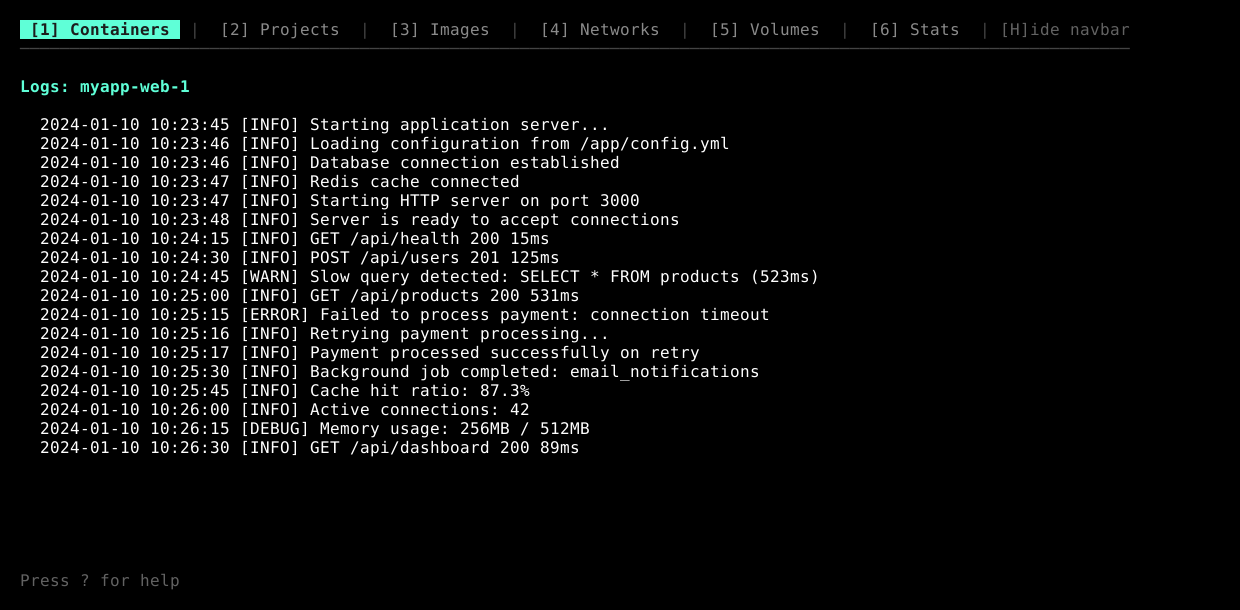 [1] Containers | [2] Projects | [3] Images | [4] Networks | [5] Volumes | [6] Stats | [H]ide navbar
Logs: myapp-web-1
2024-01-10 10:23:45 [INFO] Starting application server...
2024-01-10 10:23:46 [INFO] Loading configuration from /app/config.yml
2024-01-10 10:23:46 [INFO] Database connection established
2024-01-10 10:23:47 [INFO] Redis cache connected
2024-01-10 10:23:47 [INFO] Starting HTTP server on port 3000
2024-01-10 10:23:48 [INFO] Server is ready to accept connections
2024-01-10 10:24:15 [INFO] GET /api/health 200 15ms
2024-01-10 10:24:30 [INFO] POST /api/users 201 125ms
2024-01-10 10:24:45 [WARN] Slow query detected: SELECT * FROM products (523ms)
2024-01-10 10:25:00 [INFO] GET /api/products 200 531ms
2024-01-10 10:25:15 [ERROR] Failed to process payment: connection timeout
2024-01-10 10:25:16 [INFO] Retrying payment processing...
2024-01-10 10:25:17 [INFO] Payment processed successfully on retry
2024-01-10 10:25:30 [INFO] Background job completed: email_notifications
2024-01-10 10:25:45 [INFO] Cache hit ratio: 87.3%
2024-01-10 10:26:00 [INFO] Active connections: 42
2024-01-10 10:26:15 [DEBUG] Memory usage: 256MB / 512MB
2024-01-10 10:26:30 [INFO] GET /api/dashboard 200 89ms
Press ? for help